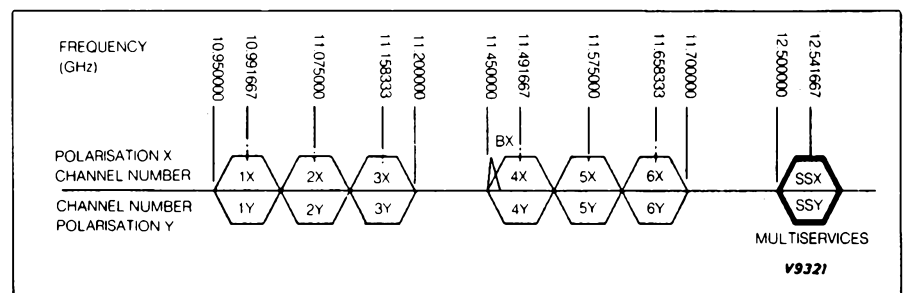 FREQUENCY
(GHz)
10.950000
10.991667
11.075000
11.158333
11.200000
11.450000
11.491667
11.575000
11.658333
11.700000
12.500000
12.541667
BX
POLARISATION X
CHANNEL NUMBER
1X 2X 3X 4X 5X 6X SSX
CHANNEL NUMBER
POLARISATION Y
1Y 2Y 3Y 4Y 5Y 6Y SSY
MULTISERVICES
V9321